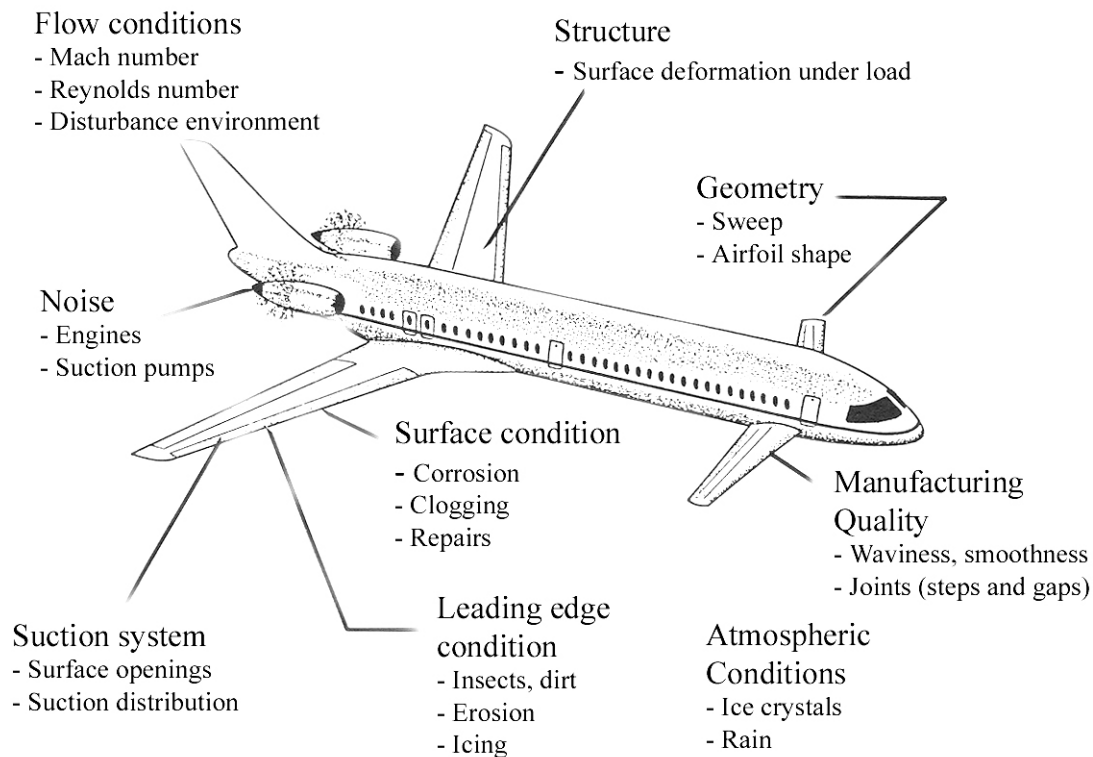 Flow conditions
- Mach number
- Reynolds number
- Disturbance environment
Structure
- Surface deformation under load
Geometry
- Sweep
- Airfoil shape
Noise
- Engines
- Suction pumps
Surface condition
- Corrosion
- Clogging
- Repairs
Manufacturing
Quality
- Waviness, smoothness
- Joints (steps and gaps)
Suction system
- Surface openings
- Suction distribution
Leading edge
condition
- Insects, dirt
- Erosion
- Icing
Atmospheric
Conditions
- Ice crystals
- Rain